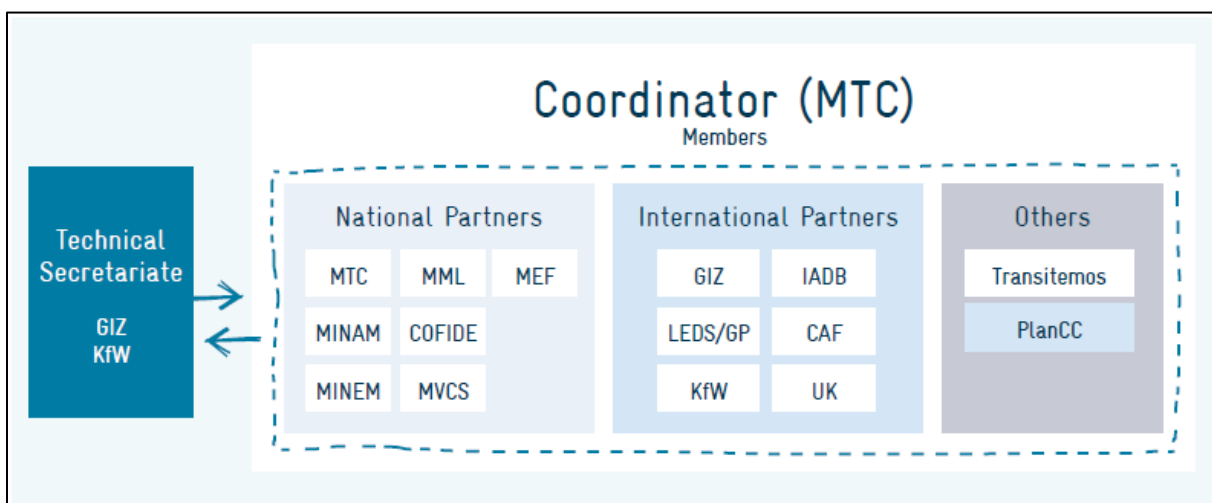 Coordinator (MTC)
Members
Technical
Secretariate
GIZ
KfW
National Partners
MTC MML MEF
MINAM COFIDE
MINEM MVCS
International Partners
GIZ IADB
LEDS/GP CAF
KfW UK
Others
Transitemos
PlanCC